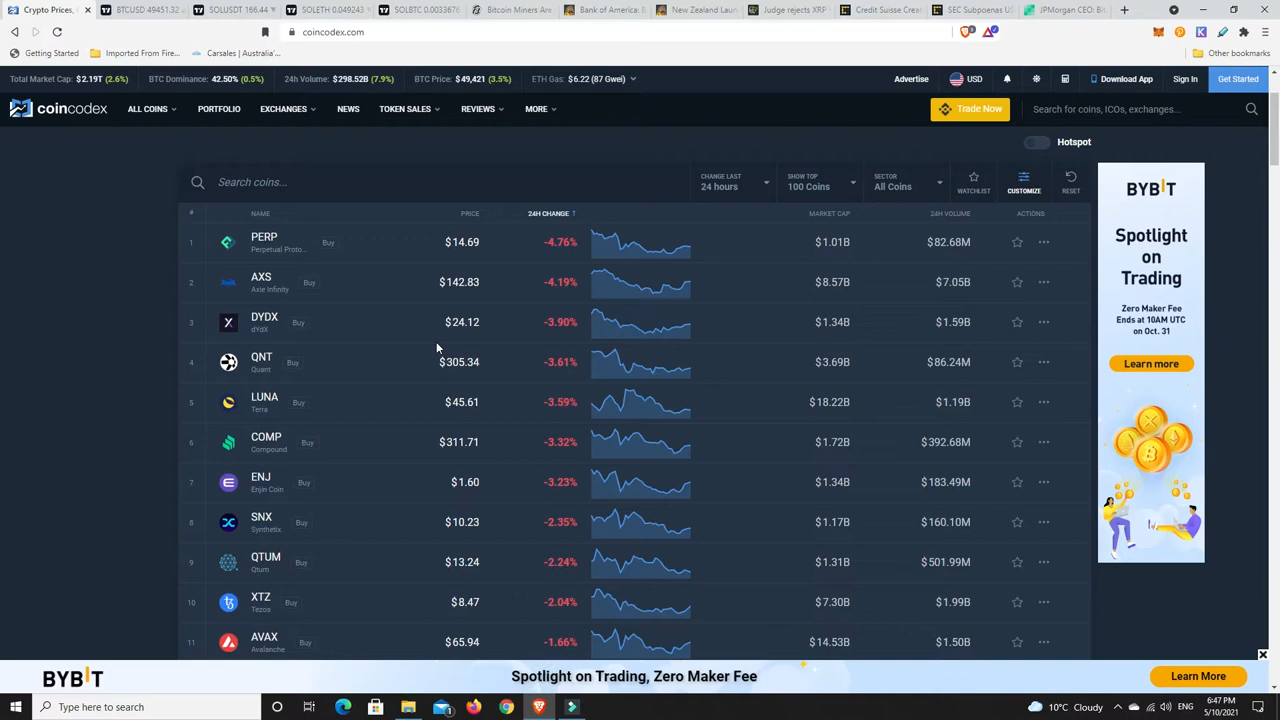 Crypto Prices, C
BTCUSD 49451.32
SOLUSDT 166.44
SOLETH 0.049243
SOLBTC 0.0033676
Bitcoin Miners Are
Bank of America: B
New Zealand Laun
Judge rejects XRP
Credit Suisse Crea
SEC Subpoenas US
JPMorgan CEO: Bit
coincodex.com
Getting Started
Imported From Fire...
Carsales | Australia'...
Other bookmarks
Total Market Cap: $2.19T (2.6%)
BTC Dominance: 42.50% (0.5%)
24h Volume: $298.52B (7.9%)
BTC Price: $49,421 (3.5%)
ETH Gas: $6.22 (87 Gwei)
Advertise
USD
Download App
Sign In
Get Started
coincodex
ALL COINS
PORTFOLIO
EXCHANGES
NEWS
TOKEN SALES
REVIEWS
MORE
Trade Now
Search for coins, ICOs, exchanges...
Hotspot
Search coins...
CHANGE LAST
24 hours
SHOW TOP
100 Coins
SECTOR
All Coins
WATCHLIST
CUSTOMIZE
RESET
# NAME PRICE 24H CHANGE ↑ MARKET CAP 24H VOLUME ACTIONS
1 PERP Buy $14.69 -4.76% $1.01B $82.68M
Perpetual Proto...
2 AXS Buy $142.83 -4.19% $8.57B $7.05B
Axie Infinity
3 DYDX Buy $24.12 -3.90% $1.34B $1.59B
dYdX
4 QNT Buy $305.34 -3.61% $3.69B $86.24M
Quant
5 LUNA Buy $45.61 -3.59% $18.22B $1.19B
Terra
6 COMP Buy $311.71 -3.32% $1.72B $392.68M
Compound
7 ENJ Buy $1.60 -3.23% $1.34B $183.49M
Enjin Coin
8 SNX Buy $10.23 -2.35% $1.17B $160.10M
Synthetix
9 QTUM Buy $13.24 -2.24% $1.31B $501.99M
Qtum
10 XTZ Buy $8.47 -2.04% $7.30B $1.99B
Tezos
11 AVAX Buy $65.94 -1.66% $14.53B $1.50B
Avalanche
BYBIT
Spotlight
on
Trading
Zero Maker Fee
Ends at 10AM UTC
on Oct. 31
Learn more
BYBIT
Spotlight on Trading, Zero Maker Fee
Learn More
Type here to search
10°C Cloudy
6:47 PM
5/10/2021